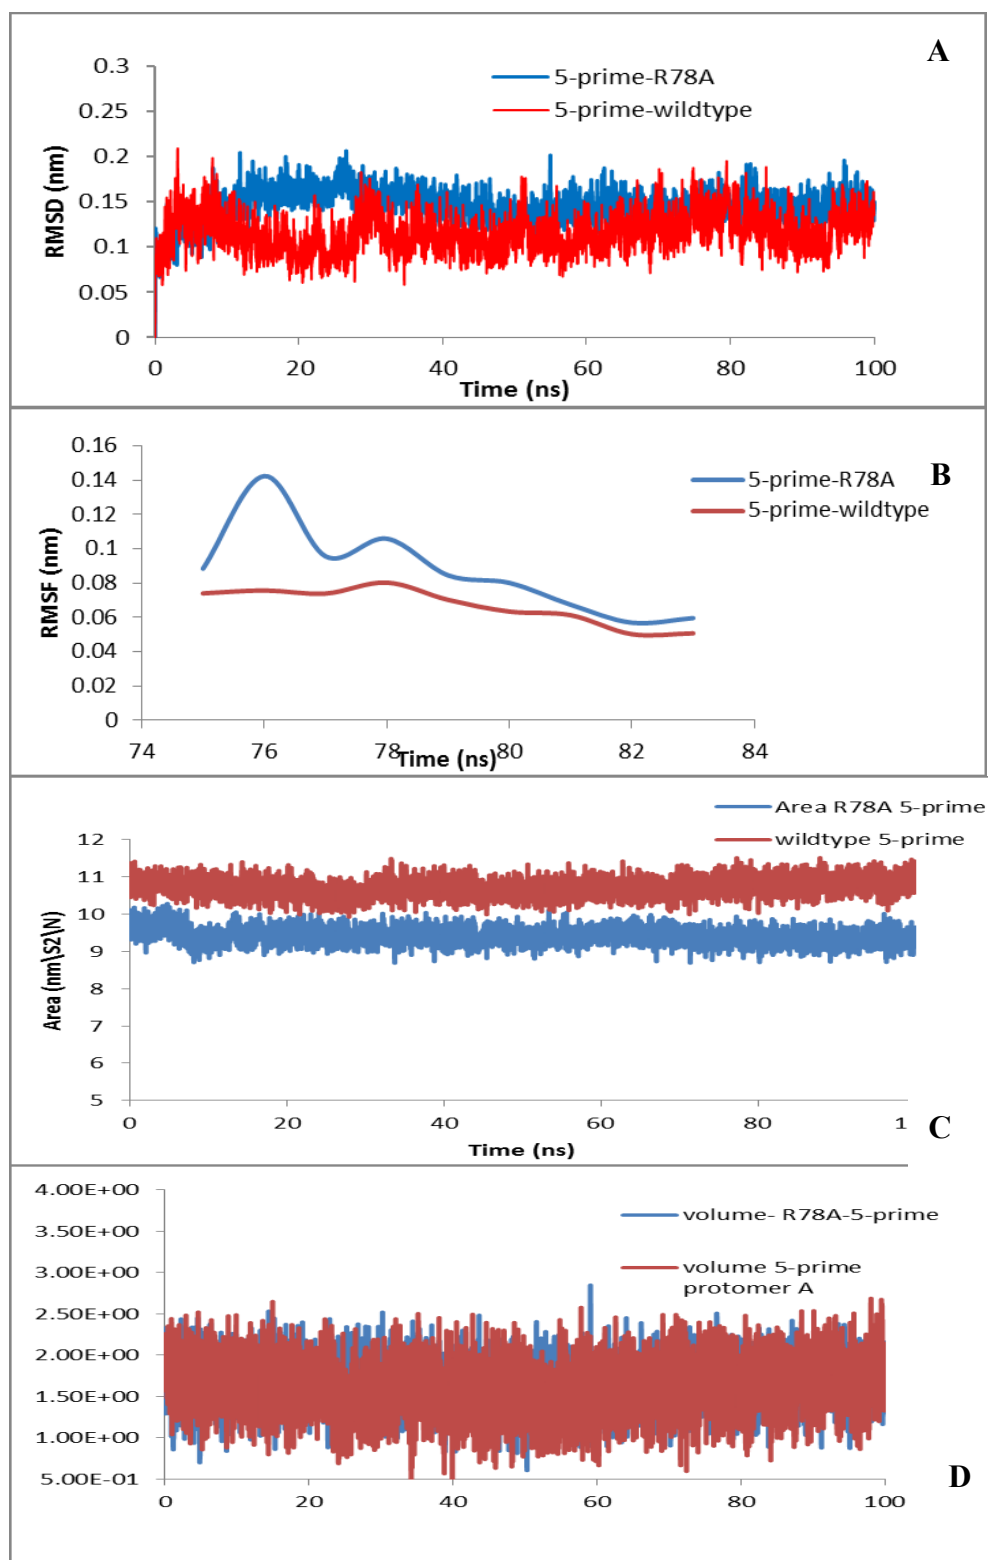 A
5-prime-R78A
5-prime-wildtype
RMSD (nm)
0.3
0.25
0.2
0.15
0.1
0.05
0
0 20 40 60 80 100
Time (ns)
B
5-prime-R78A
5-prime-wildtype
RMSF (nm)
0.16
0.14
0.12
0.1
0.08
0.06
0.04
0.02
0
74 76 78 80 82 84
Time (ns)
Area R78A 5-prime
wildtype 5-prime
Area (nm\S2\N)
12
11
10
9
8
7
6
5
0 20 40 60 80 1
Time (ns)
C
volume- R78A-5-prime
volume 5-prime
protomer A
4.00E+00
3.50E+00
3.00E+00
2.50E+00
2.00E+00
1.50E+00
1.00E+00
5.00E-01
0 20 40 60 80 100
D